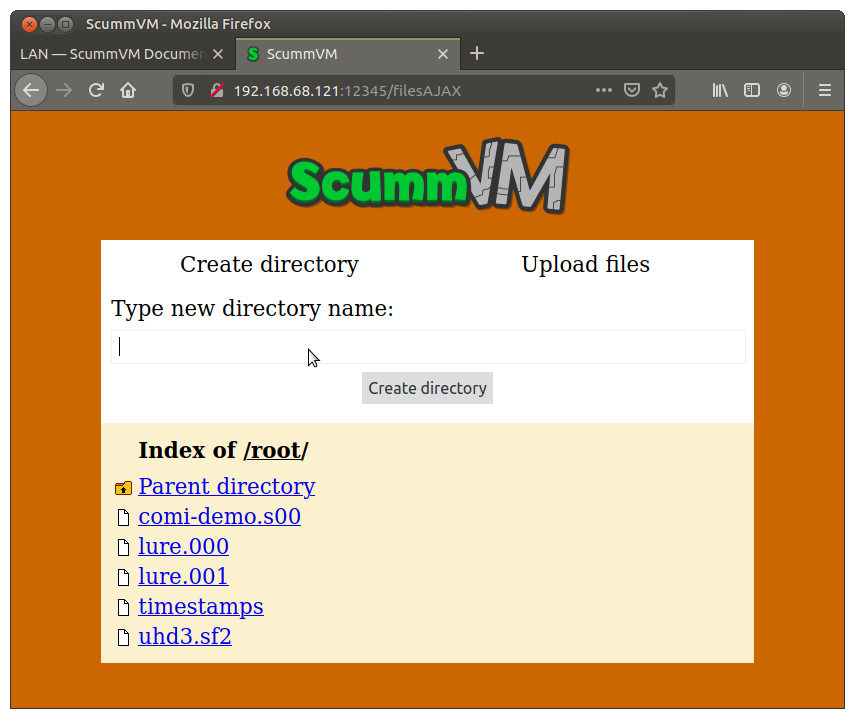 ScummVM - Mozilla Firefox
LAN — ScummVM Documen
ScummVM
192.168.68.121:12345/filesAJAX
ScummVM
Create directory
Upload files
Type new directory name:
Create directory
Index of /root/
Parent directory
comi-demo.s00
lure.000
lure.001
timestamps
uhd3.sf2